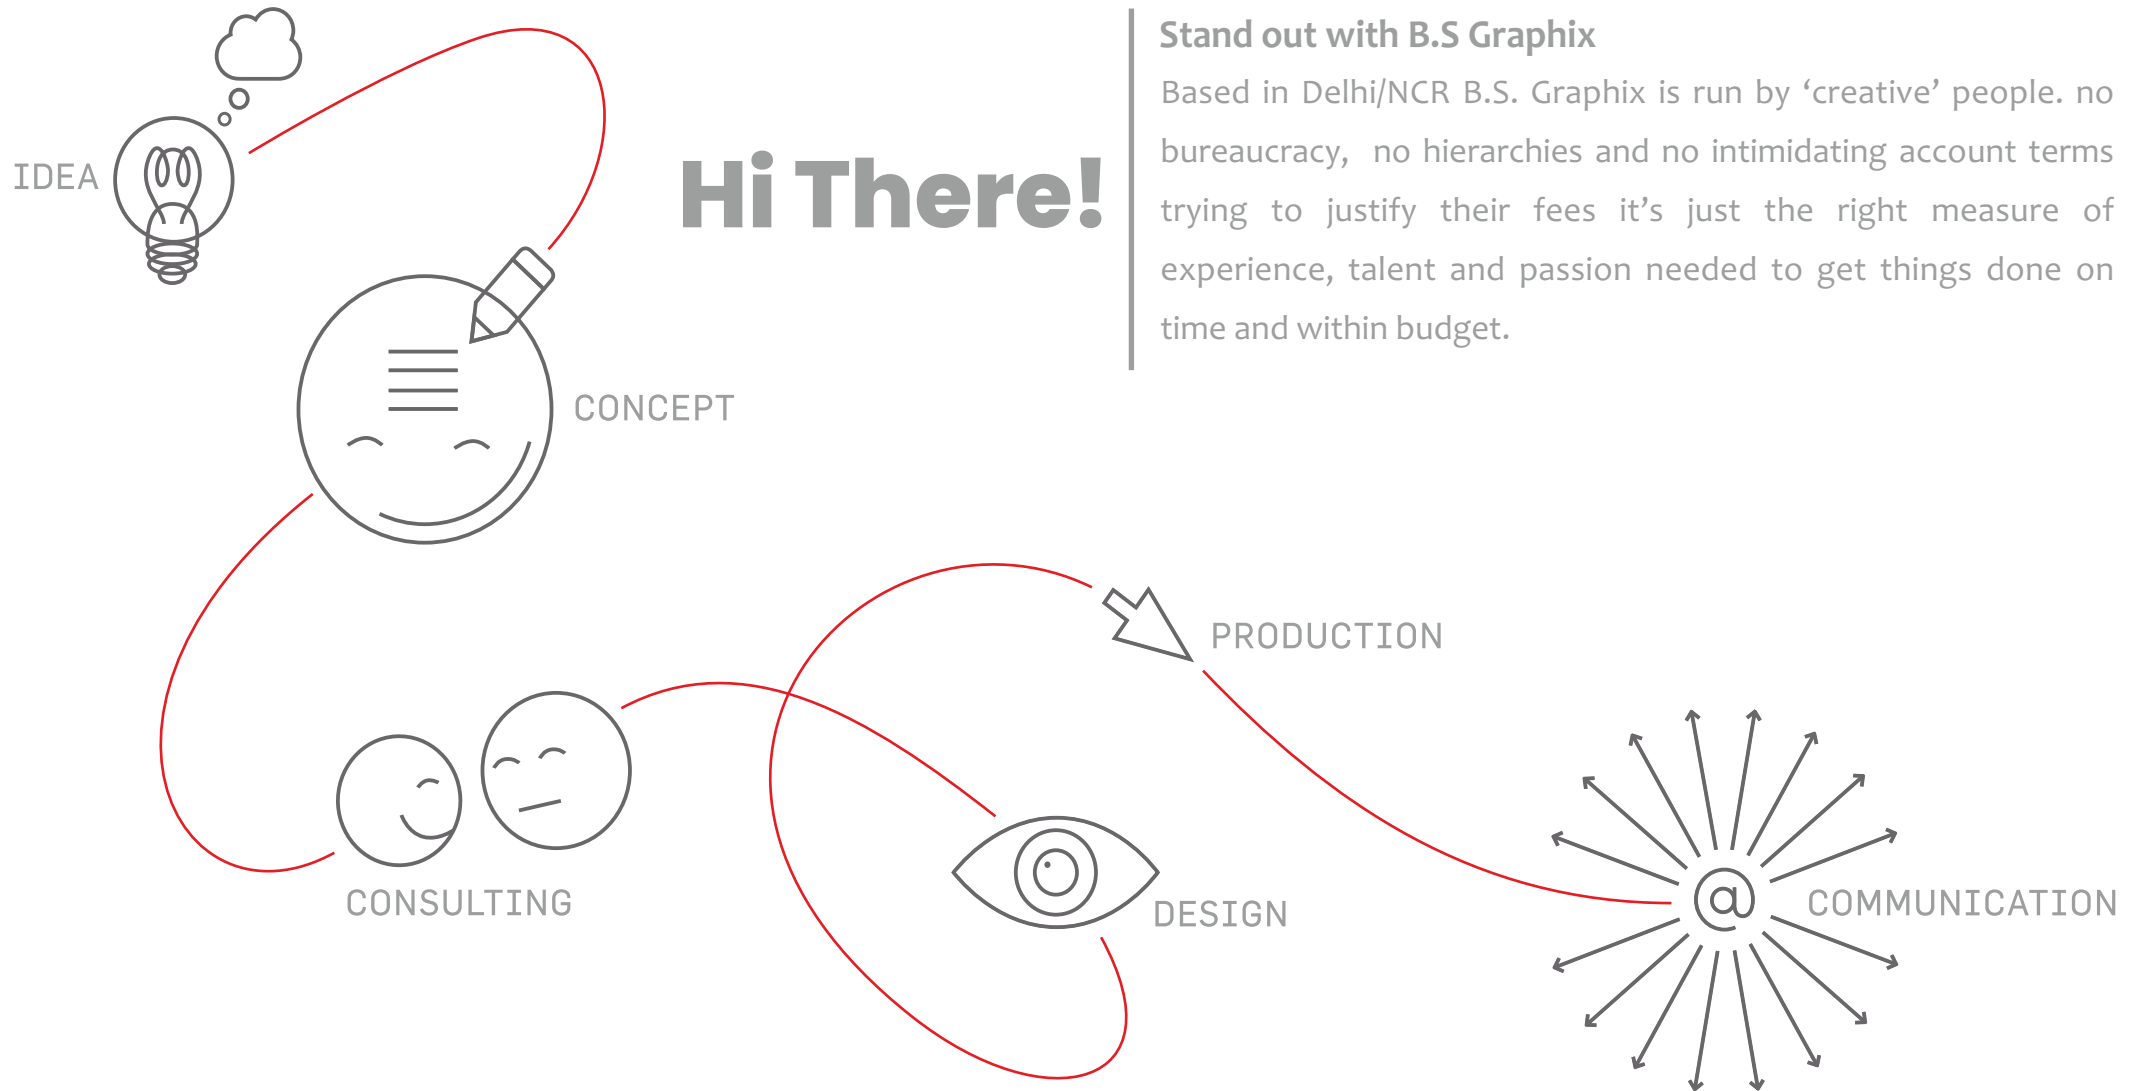 Stand out with B.S Graphix
Based in Delhi/NCR B.S. Graphix is run by ‘creative’ people. no
bureaucracy, no hierarchies and no intimidating account terms
trying to justify their fees it’s just the right measure of
experience, talent and passion needed to get things done on
time and within budget.
Hi There!
IDEA
CONCEPT
PRODUCTION
CONSULTING
DESIGN
@
COMMUNICATION